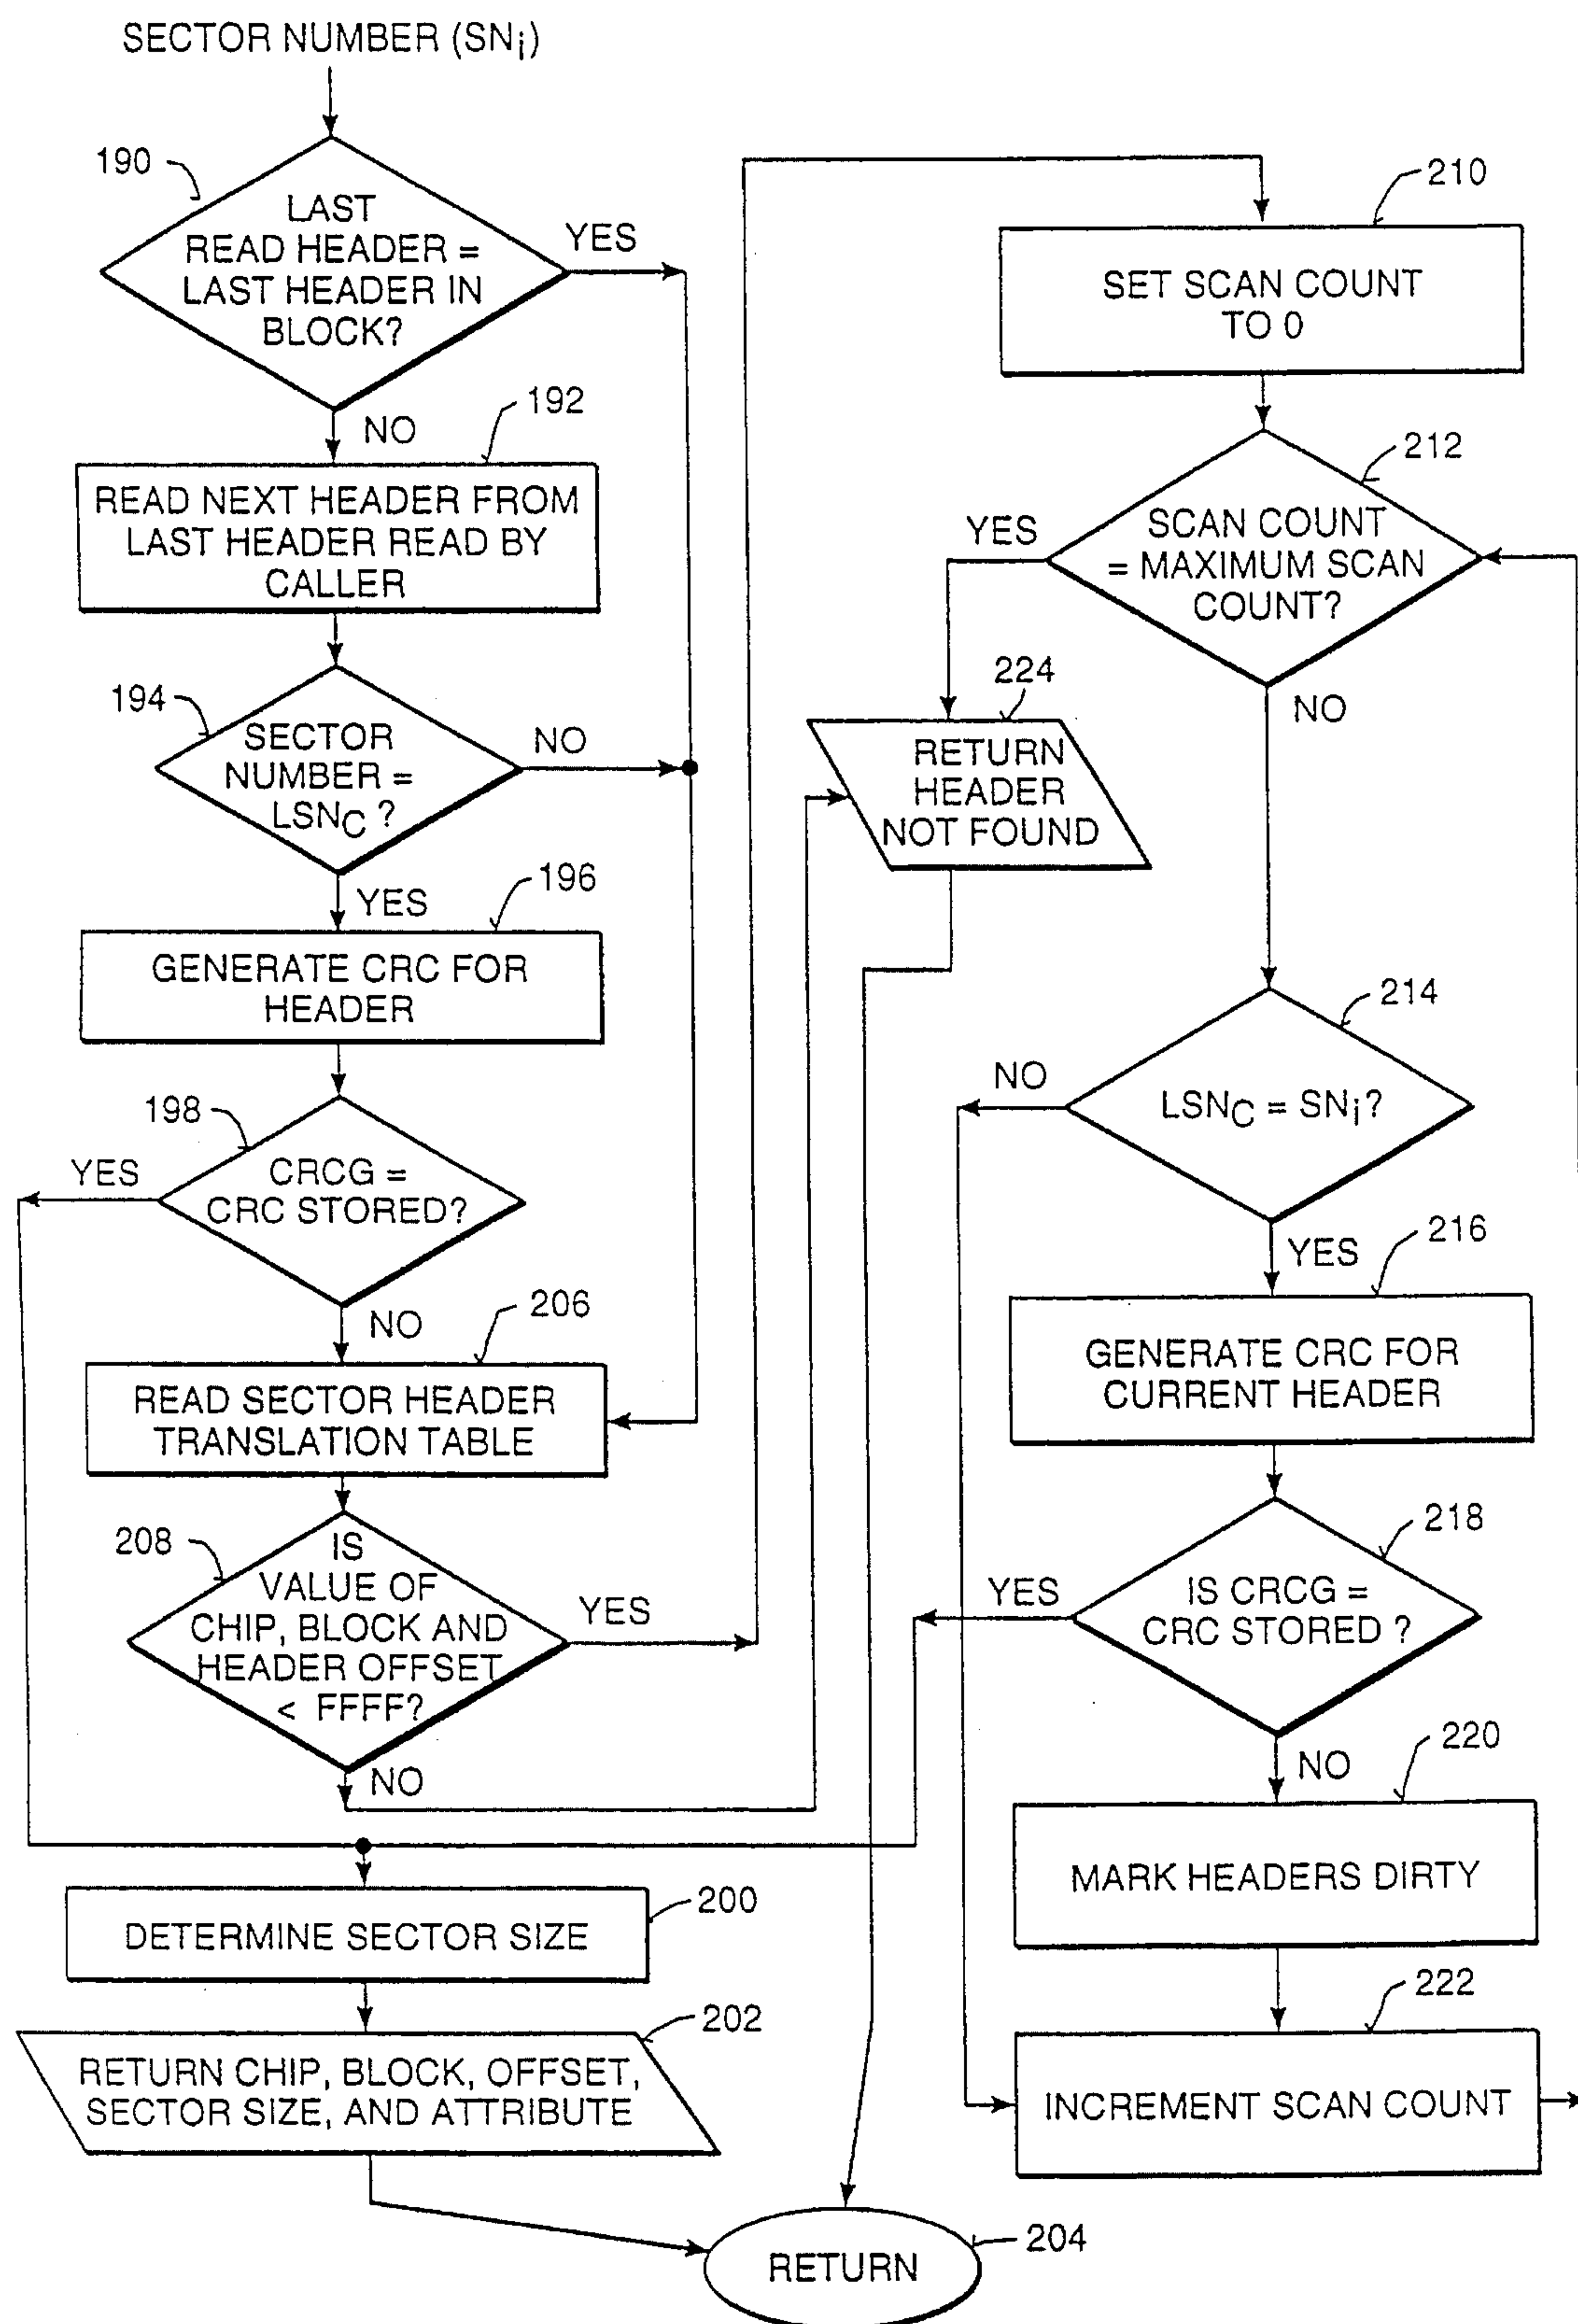 SECTOR NUMBER (SNi)
190
LAST
READ HEADER =
LAST HEADER IN
BLOCK?
YES
NO
192
READ NEXT HEADER FROM
LAST HEADER READ BY
CALLER
194
SECTOR
NUMBER =
LSNC ?
NO
YES
196
GENERATE CRC FOR
HEADER
198
CRCG =
CRC STORED?
YES
NO
206
READ SECTOR HEADER
TRANSLATION TABLE
208
IS
VALUE OF
CHIP, BLOCK AND
HEADER OFFSET
< FFFF?
YES
NO
200
DETERMINE SECTOR SIZE
202
RETURN CHIP, BLOCK, OFFSET,
SECTOR SIZE, AND ATTRIBUTE
204
RETURN
210
SET SCAN COUNT
TO 0
212
SCAN COUNT
= MAXIMUM SCAN
COUNT?
YES
NO
224
RETURN
HEADER
NOT FOUND
214
LSNC = SNi?
NO
YES
216
GENERATE CRC FOR
CURRENT HEADER
218
IS CRCG =
CRC STORED ?
YES
NO
220
MARK HEADERS DIRTY
222
INCREMENT SCAN COUNT